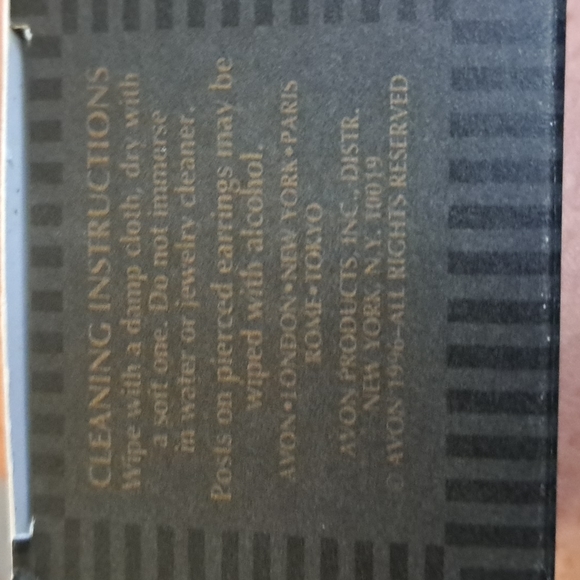 CLEANING INSTRUCTIONS
Wipe with a damp cloth, dry with
a soft one. Do not immerse
in water or jewelry cleaner.
Posts on pierced earrings may be
wiped with alcohol.
AVON•LONDON•NEW YORK•PARIS
ROME•TOKYO
AVON PRODUCTS, INC., DISTR.
NEW YORK, N.Y. 10019
© AVON 1996–ALL RIGHTS RESERVED